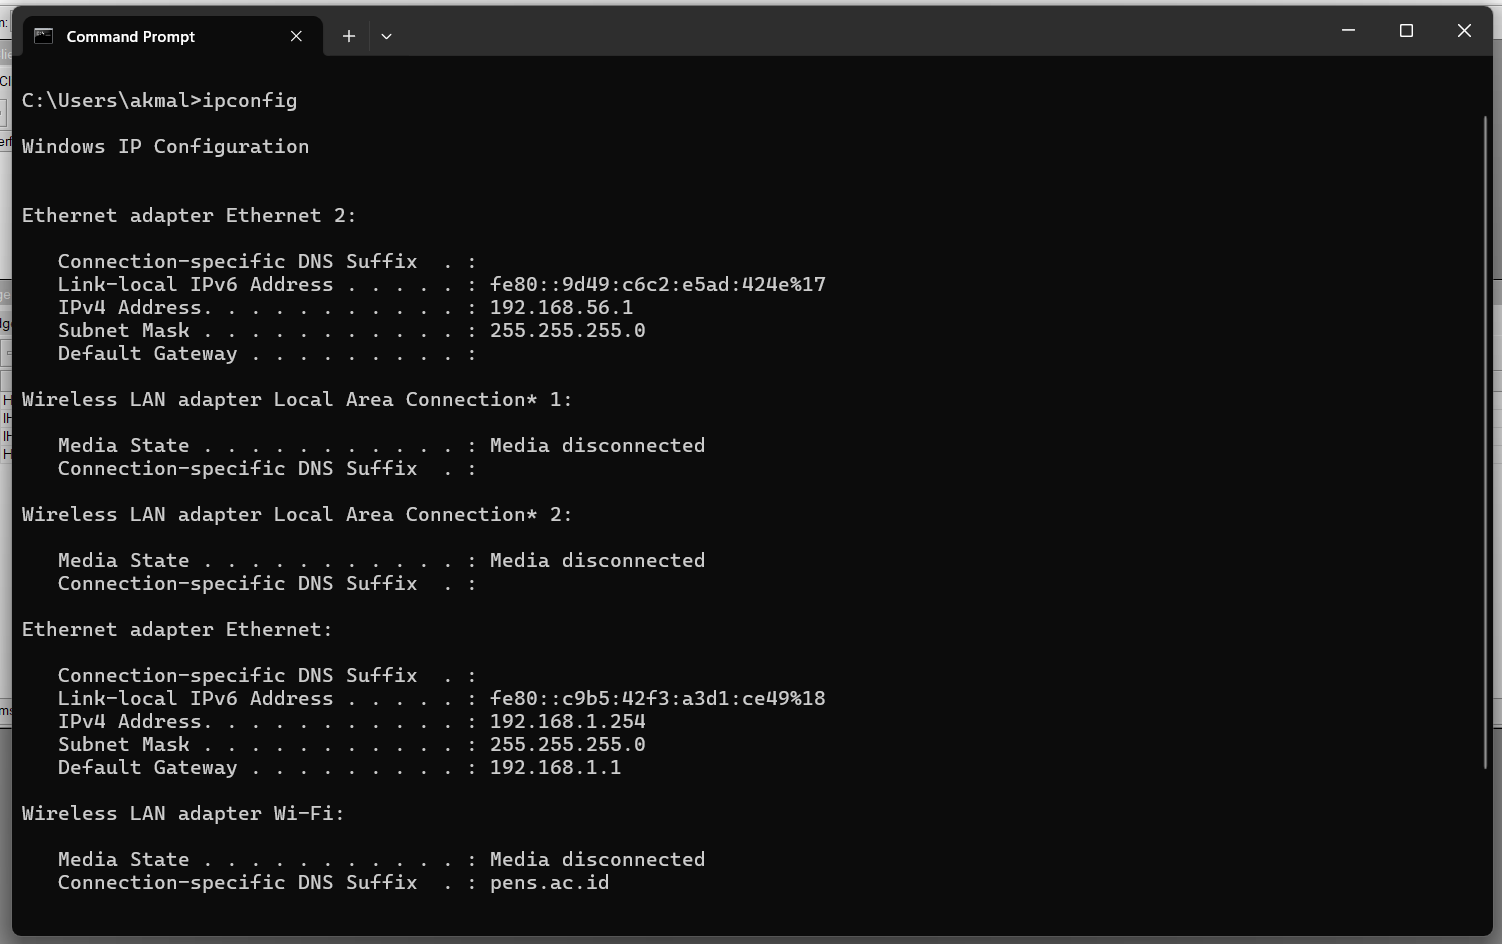 Command Prompt
C:\Users\akmal>ipconfig
Windows IP Configuration
Ethernet adapter Ethernet 2:
Connection-specific DNS Suffix  . :
Link-local IPv6 Address . . . . . : fe80::9d49:c6c2:e5ad:424e%17
IPv4 Address. . . . . . . . . . . : 192.168.56.1
Subnet Mask . . . . . . . . . . . : 255.255.255.0
Default Gateway . . . . . . . . . :
Wireless LAN adapter Local Area Connection* 1:
Media State . . . . . . . . . . . : Media disconnected
Connection-specific DNS Suffix  . :
Wireless LAN adapter Local Area Connection* 2:
Media State . . . . . . . . . . . : Media disconnected
Connection-specific DNS Suffix  . :
Ethernet adapter Ethernet:
Connection-specific DNS Suffix  . :
Link-local IPv6 Address . . . . . : fe80::c9b5:42f3:a3d1:ce49%18
IPv4 Address. . . . . . . . . . . : 192.168.1.254
Subnet Mask . . . . . . . . . . . : 255.255.255.0
Default Gateway . . . . . . . . . : 192.168.1.1
Wireless LAN adapter Wi-Fi:
Media State . . . . . . . . . . . : Media disconnected
Connection-specific DNS Suffix  . : pens.ac.id